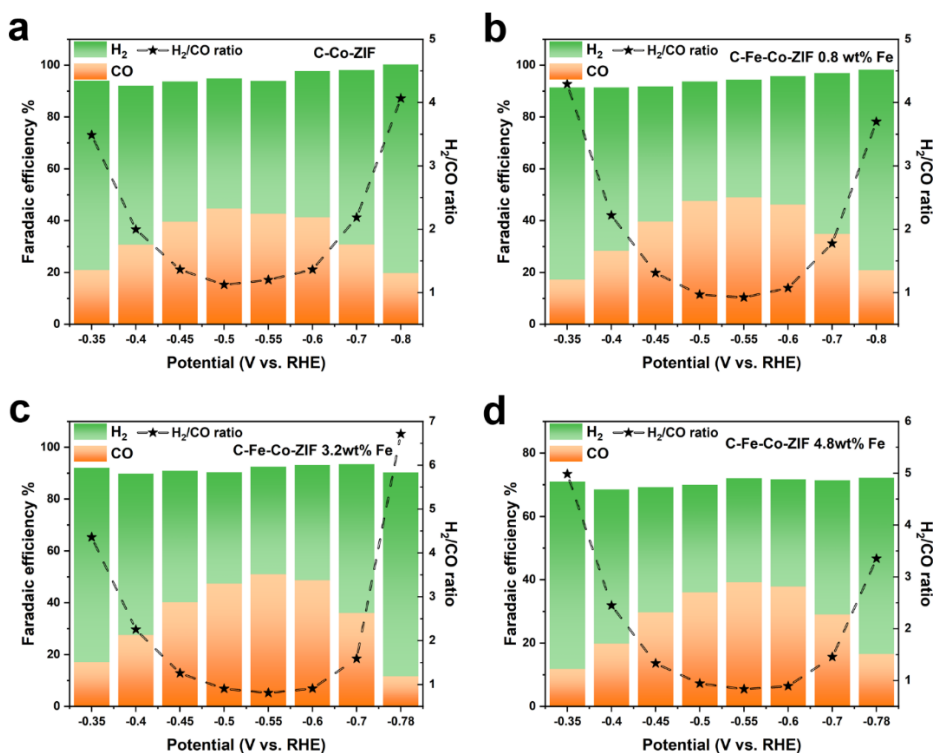 a
H₂ H₂/CO ratio
CO
C-Co-ZIF
Faradaic efficiency %
100
80
60
40
20
0
5
4
3
2
1
H₂/CO ratio
-0.35 -0.4 -0.45 -0.5 -0.55 -0.6 -0.7 -0.8
Potential (V vs. RHE)
b
H₂ H₂/CO ratio
CO
C-Fe-Co-ZIF 0.8 wt% Fe
Faradaic efficiency %
100
80
60
40
20
0
5
4
3
2
1
H₂/CO ratio
-0.35 -0.4 -0.45 -0.5 -0.55 -0.6 -0.7 -0.8
Potential (V vs. RHE)
c
H₂ H₂/CO ratio
CO
C-Fe-Co-ZIF 3.2wt% Fe
Faradaic efficiency %
100
80
60
40
20
0
7
6
5
4
3
2
1
H₂/CO ratio
-0.35 -0.4 -0.45 -0.5 -0.55 -0.6 -0.7 -0.78
Potential (V vs. RHE)
d
H₂ H₂/CO ratio
CO
C-Fe-Co-ZIF 4.8wt% Fe
Faradaic efficiency %
80
60
40
20
0
6
5
4
3
2
1
H₂/CO ratio
-0.35 -0.4 -0.45 -0.5 -0.55 -0.6 -0.7 -0.78
Potential (V vs. RHE)